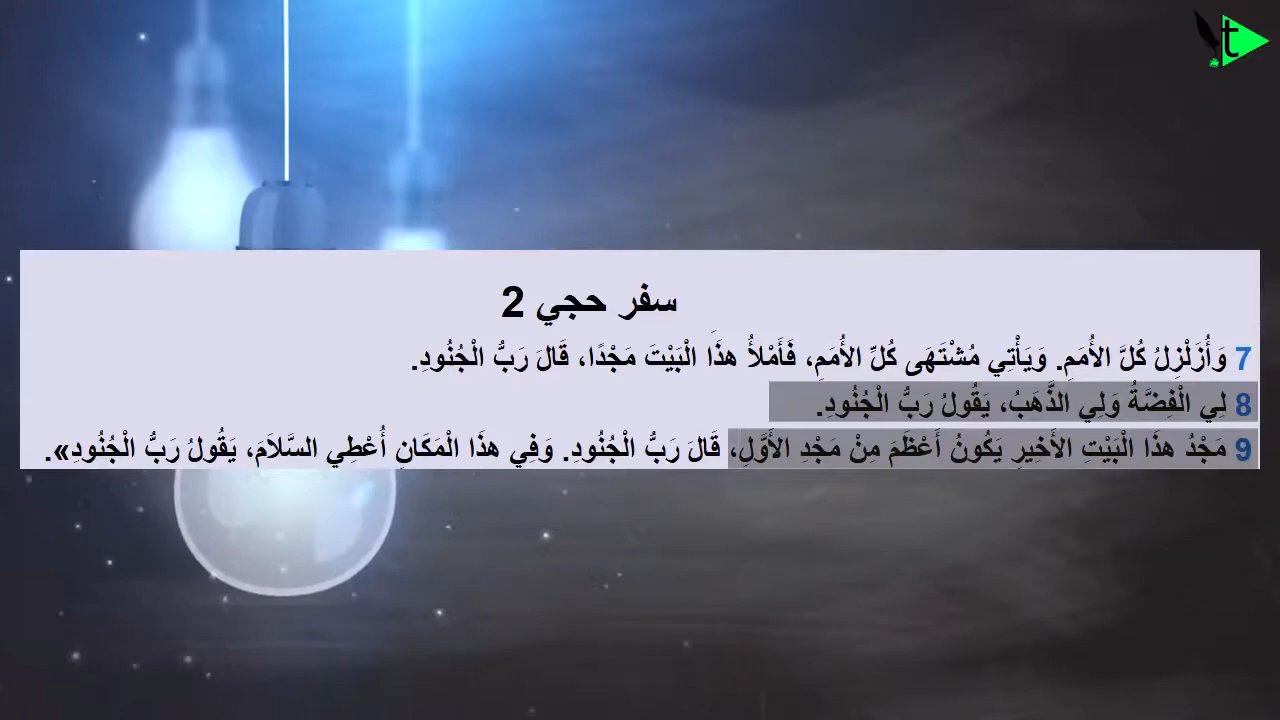 t
سفر حجي 2
7 وَأُزَلْزِلُ كُلَّ الأُمَمِ. وَيَأْتِي مُشْتَهَى كُلِّ الأُمَمِ، فَأَمْلأُ هذَا الْبَيْتَ مَجْدًا، قَالَ رَبُّ الْجُنُودِ.
8 لِي الْفِضَّةُ وَلِي الذَّهَبُ، يَقُولُ رَبُّ الْجُنُودِ.
9 مَجْدُ هذَا الْبَيْتِ الأَخِيرِ يَكُونُ أَعْظَمَ مِنْ مَجْدِ الأَوَّلِ، قَالَ رَبُّ الْجُنُودِ. وَفِي هذَا الْمَكَانِ أُعْطِي السَّلاَمَ، يَقُولُ رَبُّ الْجُنُودِ».